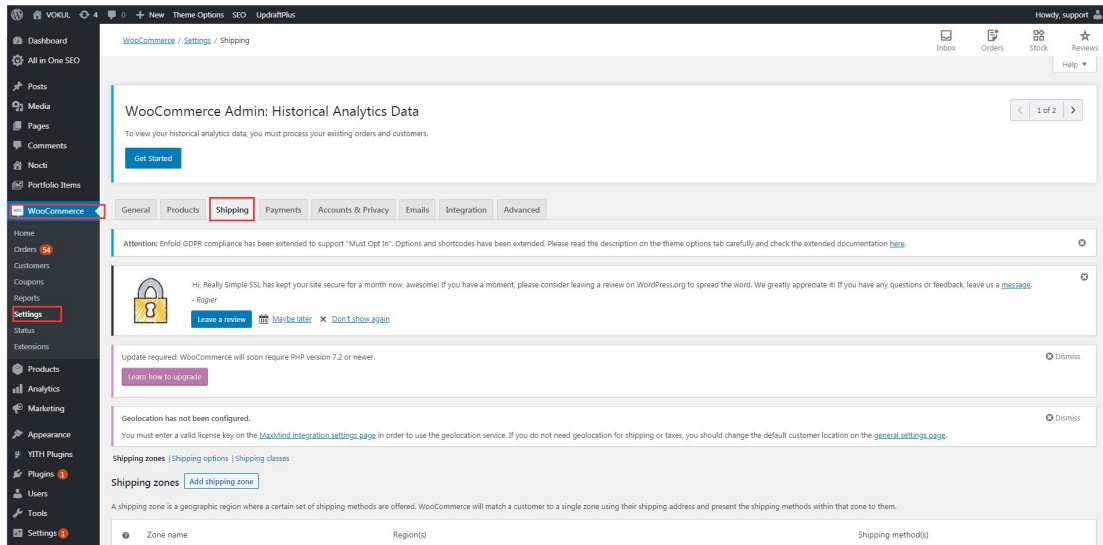 VOKUL 4 0 + New Theme Options SEO UpdraftPlus Howdy, support
Dashboard
All in One SEO
Posts
Media
Pages
Comments
Nocti
Portfolio Items
WooCommerce
Home
Orders 54
Customers
Coupons
Reports
Settings
Status
Extensions
Products
Analytics
Marketing
Appearance
YITH Plugins
Plugins 1
Users
Tools
Settings 1
WooCommerce / Settings / Shipping
Inbox Orders Stock Reviews
Help ▼
WooCommerce Admin: Historical Analytics Data
1 of 2
To view your historical analytics data, you must process your existing orders and customers.
Get Started
General Products Shipping Payments Accounts & Privacy Emails Integration Advanced
Attention: Enfold GDPR compliance has been extended to support "Must Opt In". Options and shortcodes have been extended. Please read the description on the theme options tab carefully and check the extended documentation here.
Hi, Really Simple SSL has kept your site secure for a month now, awesome! If you have a moment, please consider leaving a review on WordPress.org to spread the word. We greatly appreciate it! If you have any questions or feedback, leave us a message.
- Rogier
Leave a review Maybe later Don't show again
Update required: WooCommerce will soon require PHP version 7.2 or newer. Dismiss
Learn how to upgrade
Geolocation has not been configured. Dismiss
You must enter a valid license key on the MaxMind integration settings page in order to use the geolocation service. If you do not need geolocation for shipping or taxes, you should change the default customer location on the general settings page.
Shipping zones | Shipping options | Shipping classes
Shipping zones Add shipping zone
A shipping zone is a geographic region where a certain set of shipping methods are offered. WooCommerce will match a customer to a single zone using their shipping address and present the shipping methods within that zone to them.
Zone name Region(s) Shipping method(s)